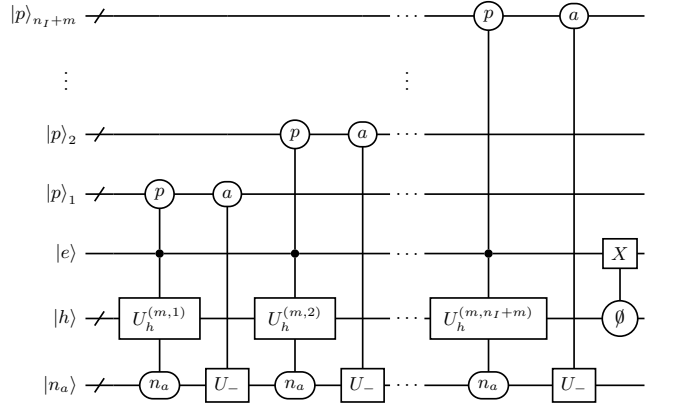 |p⟩_{n_I+m} p a
⋮ ⋮
|p⟩_2 p a ...
|p⟩_1 p a ...
|e⟩ ... X
|h⟩ U_h^{(m,1)} U_h^{(m,2)} ... U_h^{(m,n_I+m)} ∅
|n_a⟩ n_a U_- n_a U_- ... n_a U_-